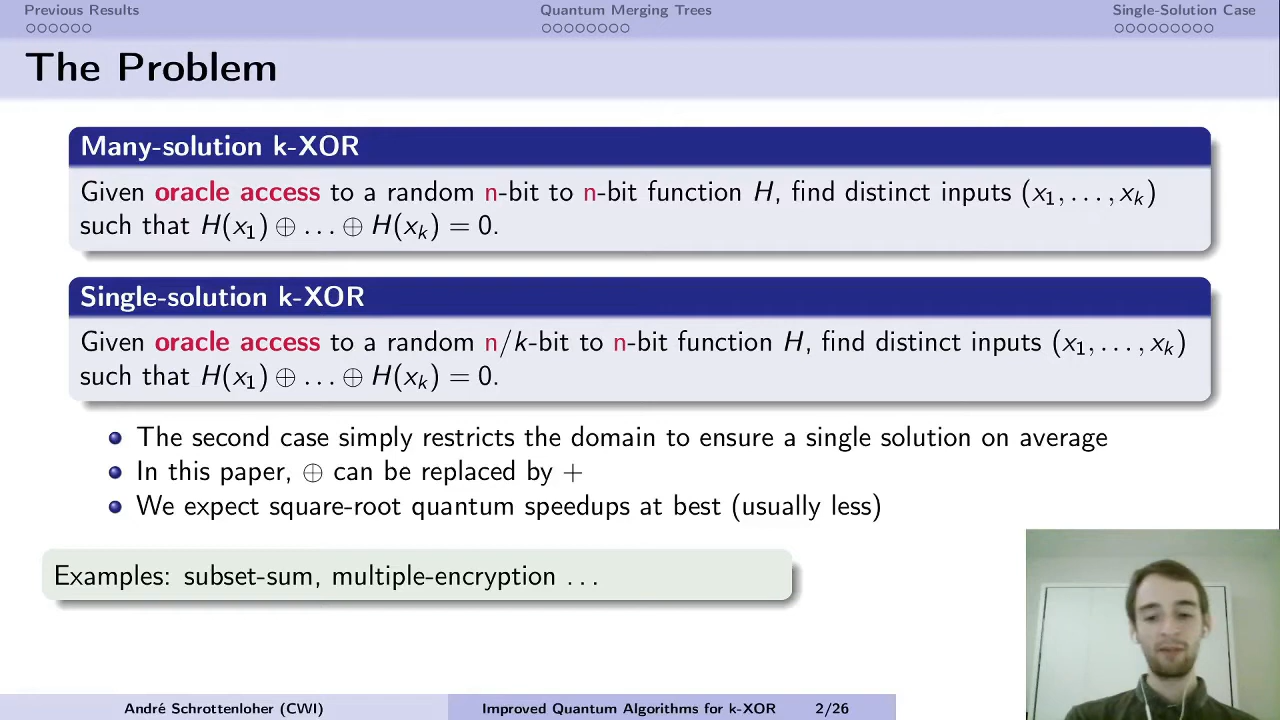 Previous Results Quantum Merging Trees Single-Solution Case
The Problem
Many-solution k-XOR
Given oracle access to a random n-bit to n-bit function H, find distinct inputs (x₁, . . . , xₖ)
such that H(x₁) ⊕ . . . ⊕ H(xₖ) = 0.
Single-solution k-XOR
Given oracle access to a random n/k-bit to n-bit function H, find distinct inputs (x₁, . . . , xₖ)
such that H(x₁) ⊕ . . . ⊕ H(xₖ) = 0.
The second case simply restricts the domain to ensure a single solution on average
In this paper, ⊕ can be replaced by +
We expect square-root quantum speedups at best (usually less)
Examples: subset-sum, multiple-encryption . . .
André Schrottenloher (CWI) Improved Quantum Algorithms for k-XOR 2/26